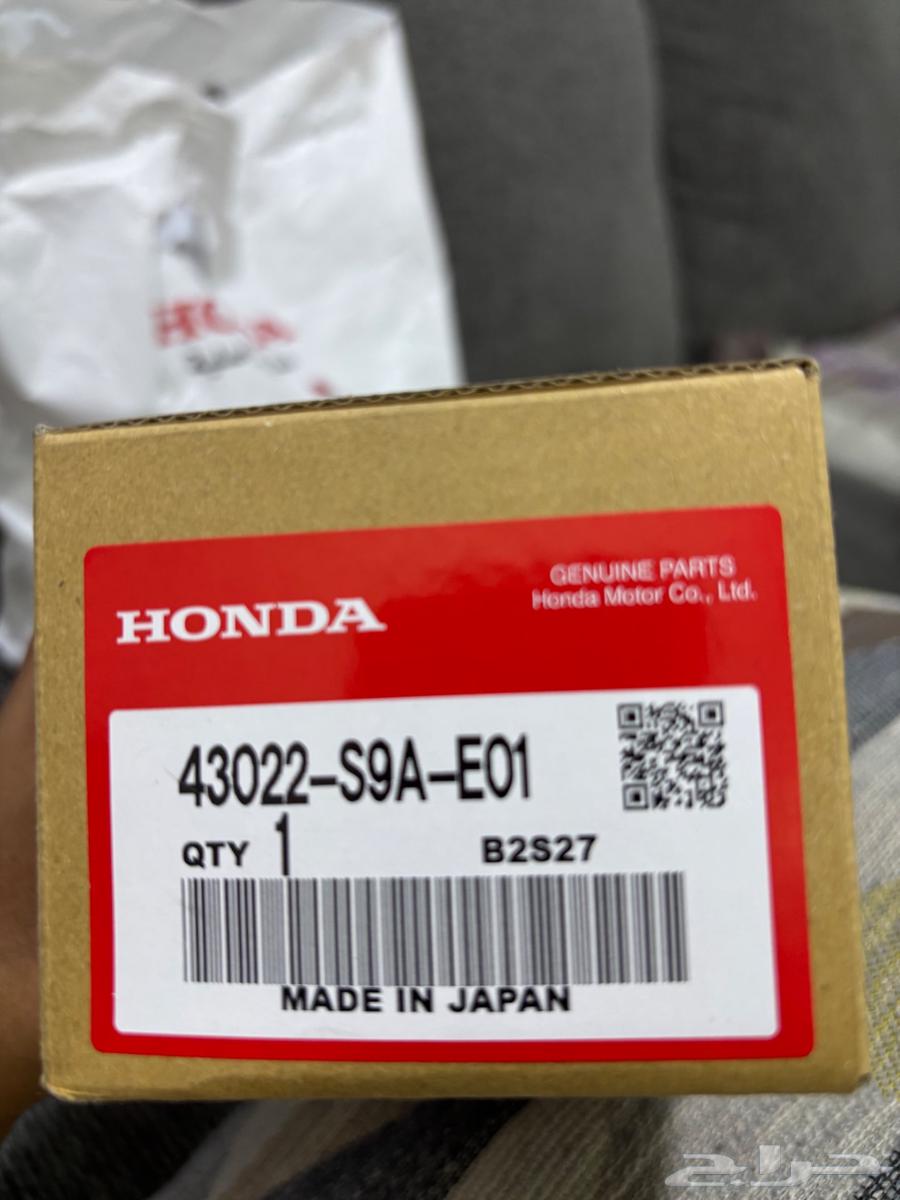 HONDA
GENUINE PARTS
Honda Motor Co., Ltd.
43022-S9A-E01
QTY 1
B2S27
MADE IN JAPAN
حراج